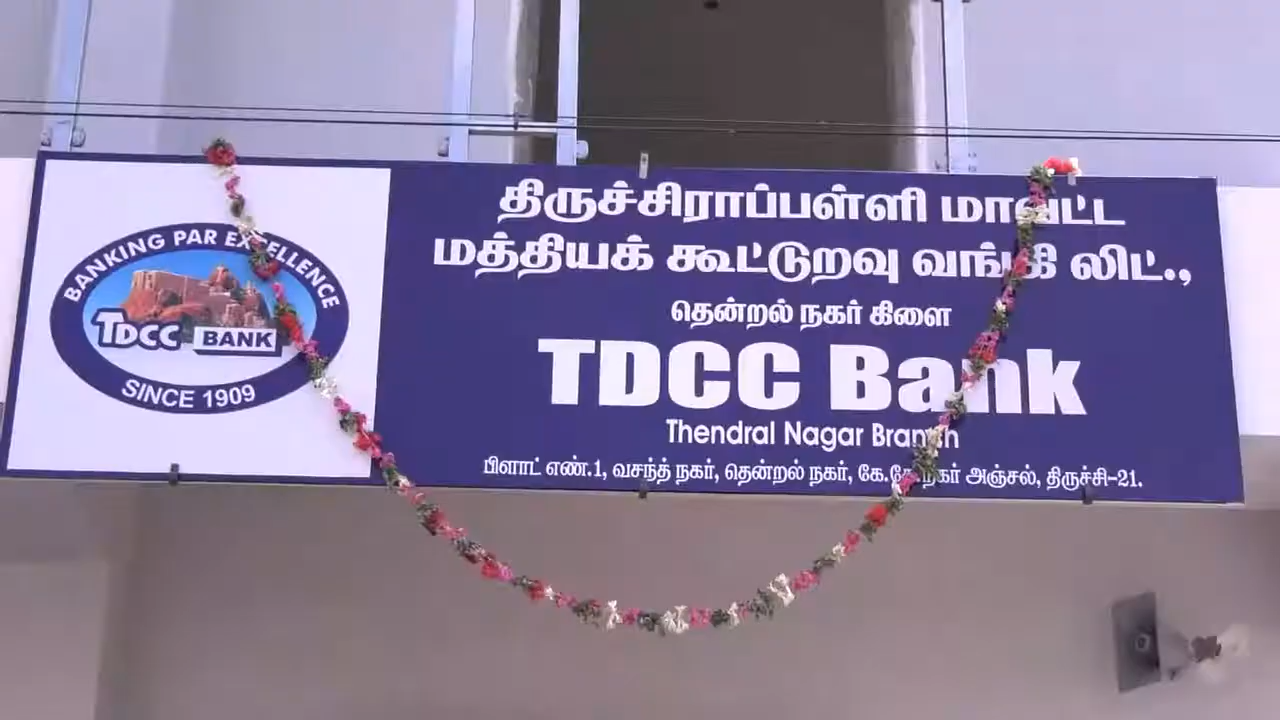 BANKING PAR EXCELLENCE
TDCC BANK
SINCE 1909
திருச்சிராப்பள்ளி மாவட்ட
மத்தியக் கூட்டுறவு வங்கி லிட்.,
தென்றல் நகர் கிளை
TDCC Bank
Thendral Nagar Branch
பிளாட் எண்.1, வசந்த் நகர், தென்றல் நகர், கே.கே.நகர் அஞ்சல், திருச்சி-21.